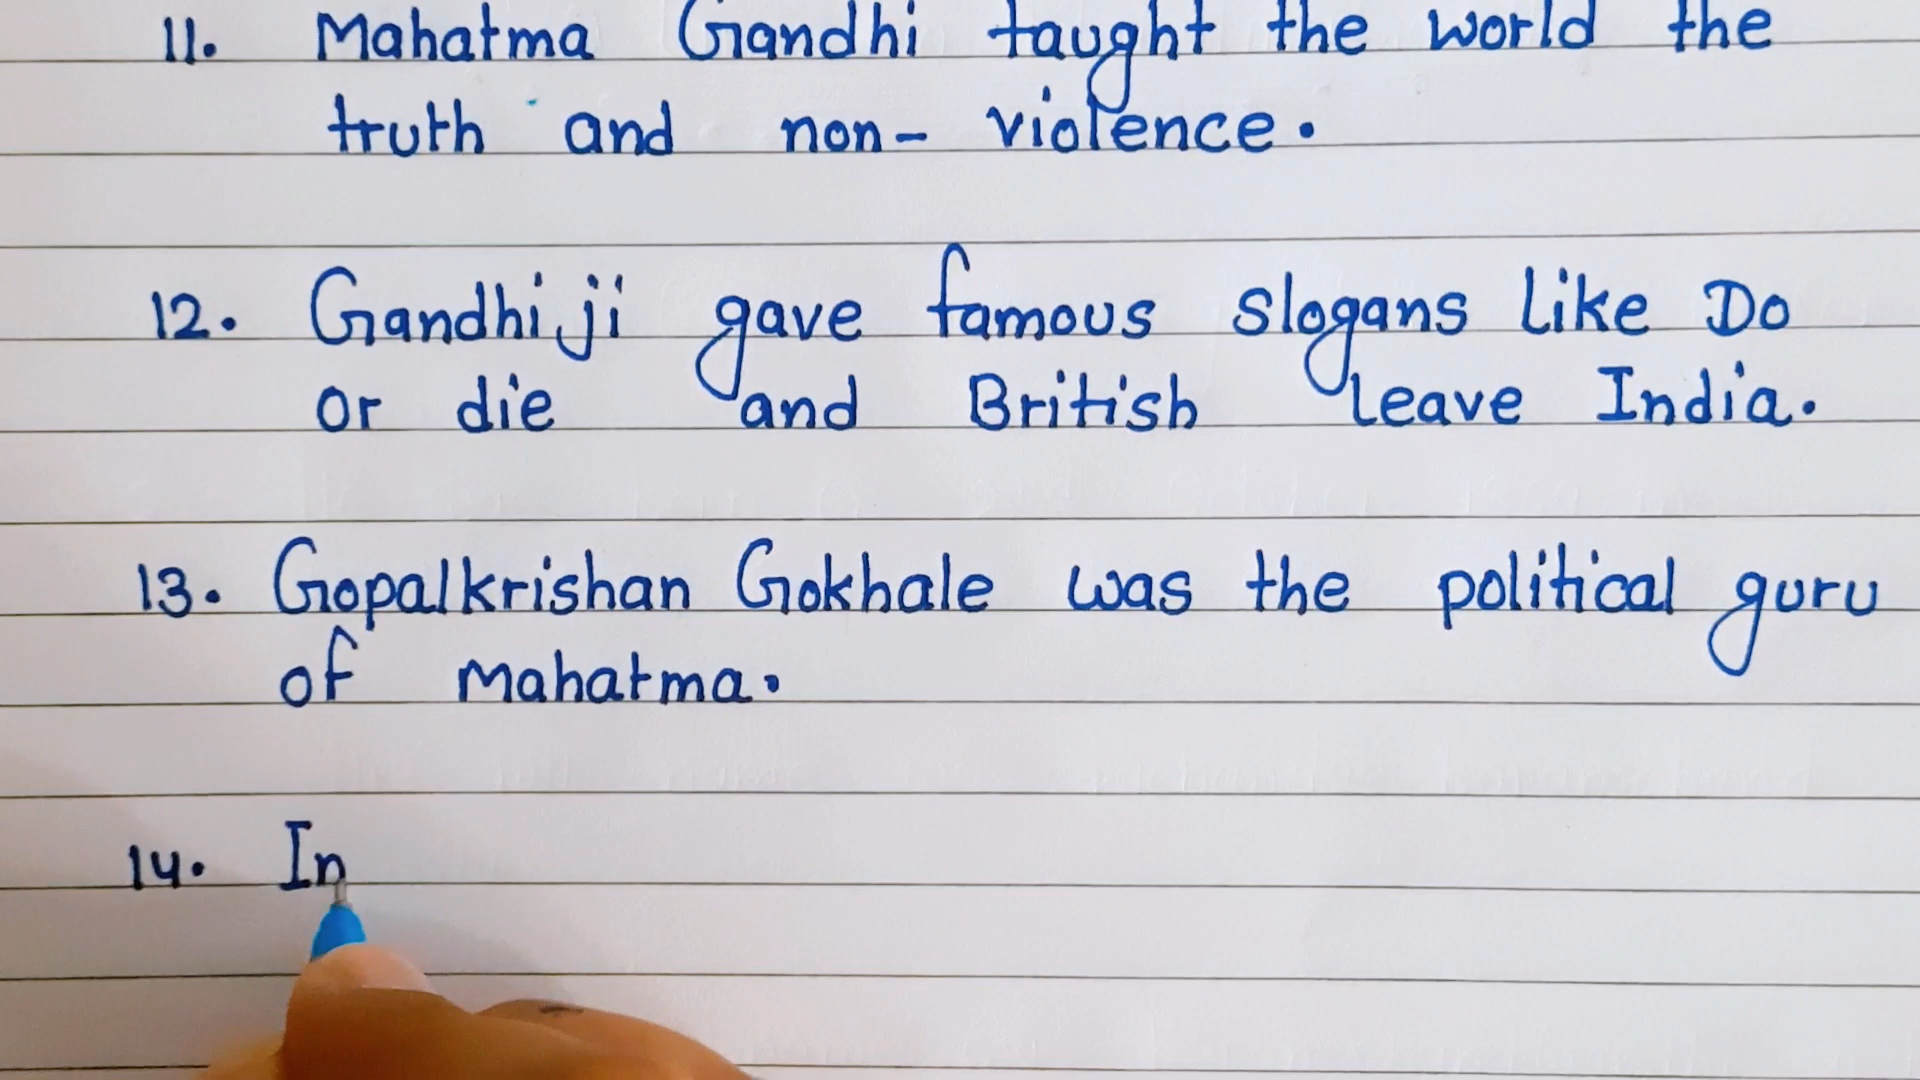 11. Mahatma Gandhi taught the world the
truth and non- violence.
12. Gandhiji gave famous slogans like Do
or die and British leave India.
13. Gopalkrishan Gokhale was the political guru
of Mahatma.
14. In